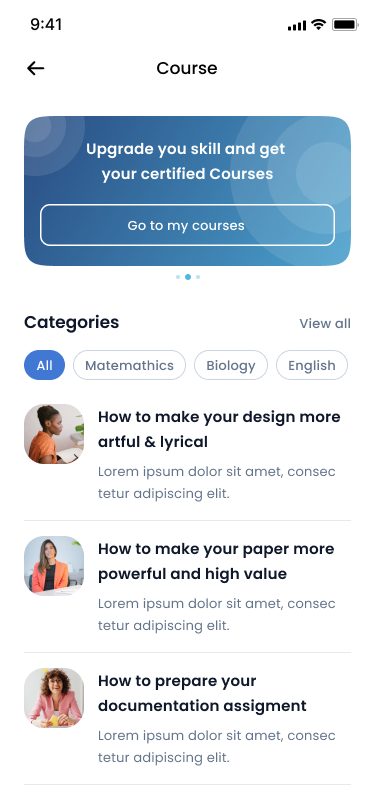 9:41
Course
Upgrade you skill and get
your certified Courses
Go to my courses
Categories
View all
All
Matemathics
Biology
English
How to make your design more
artful & lyrical
Lorem ipsum dolor sit amet, consec
tetur adipiscing elit.
How to make your paper more
powerful and high value
Lorem ipsum dolor sit amet, consec
tetur adipiscing elit.
How to prepare your
documentation assigment
Lorem ipsum dolor sit amet, consec
tetur adipiscing elit.